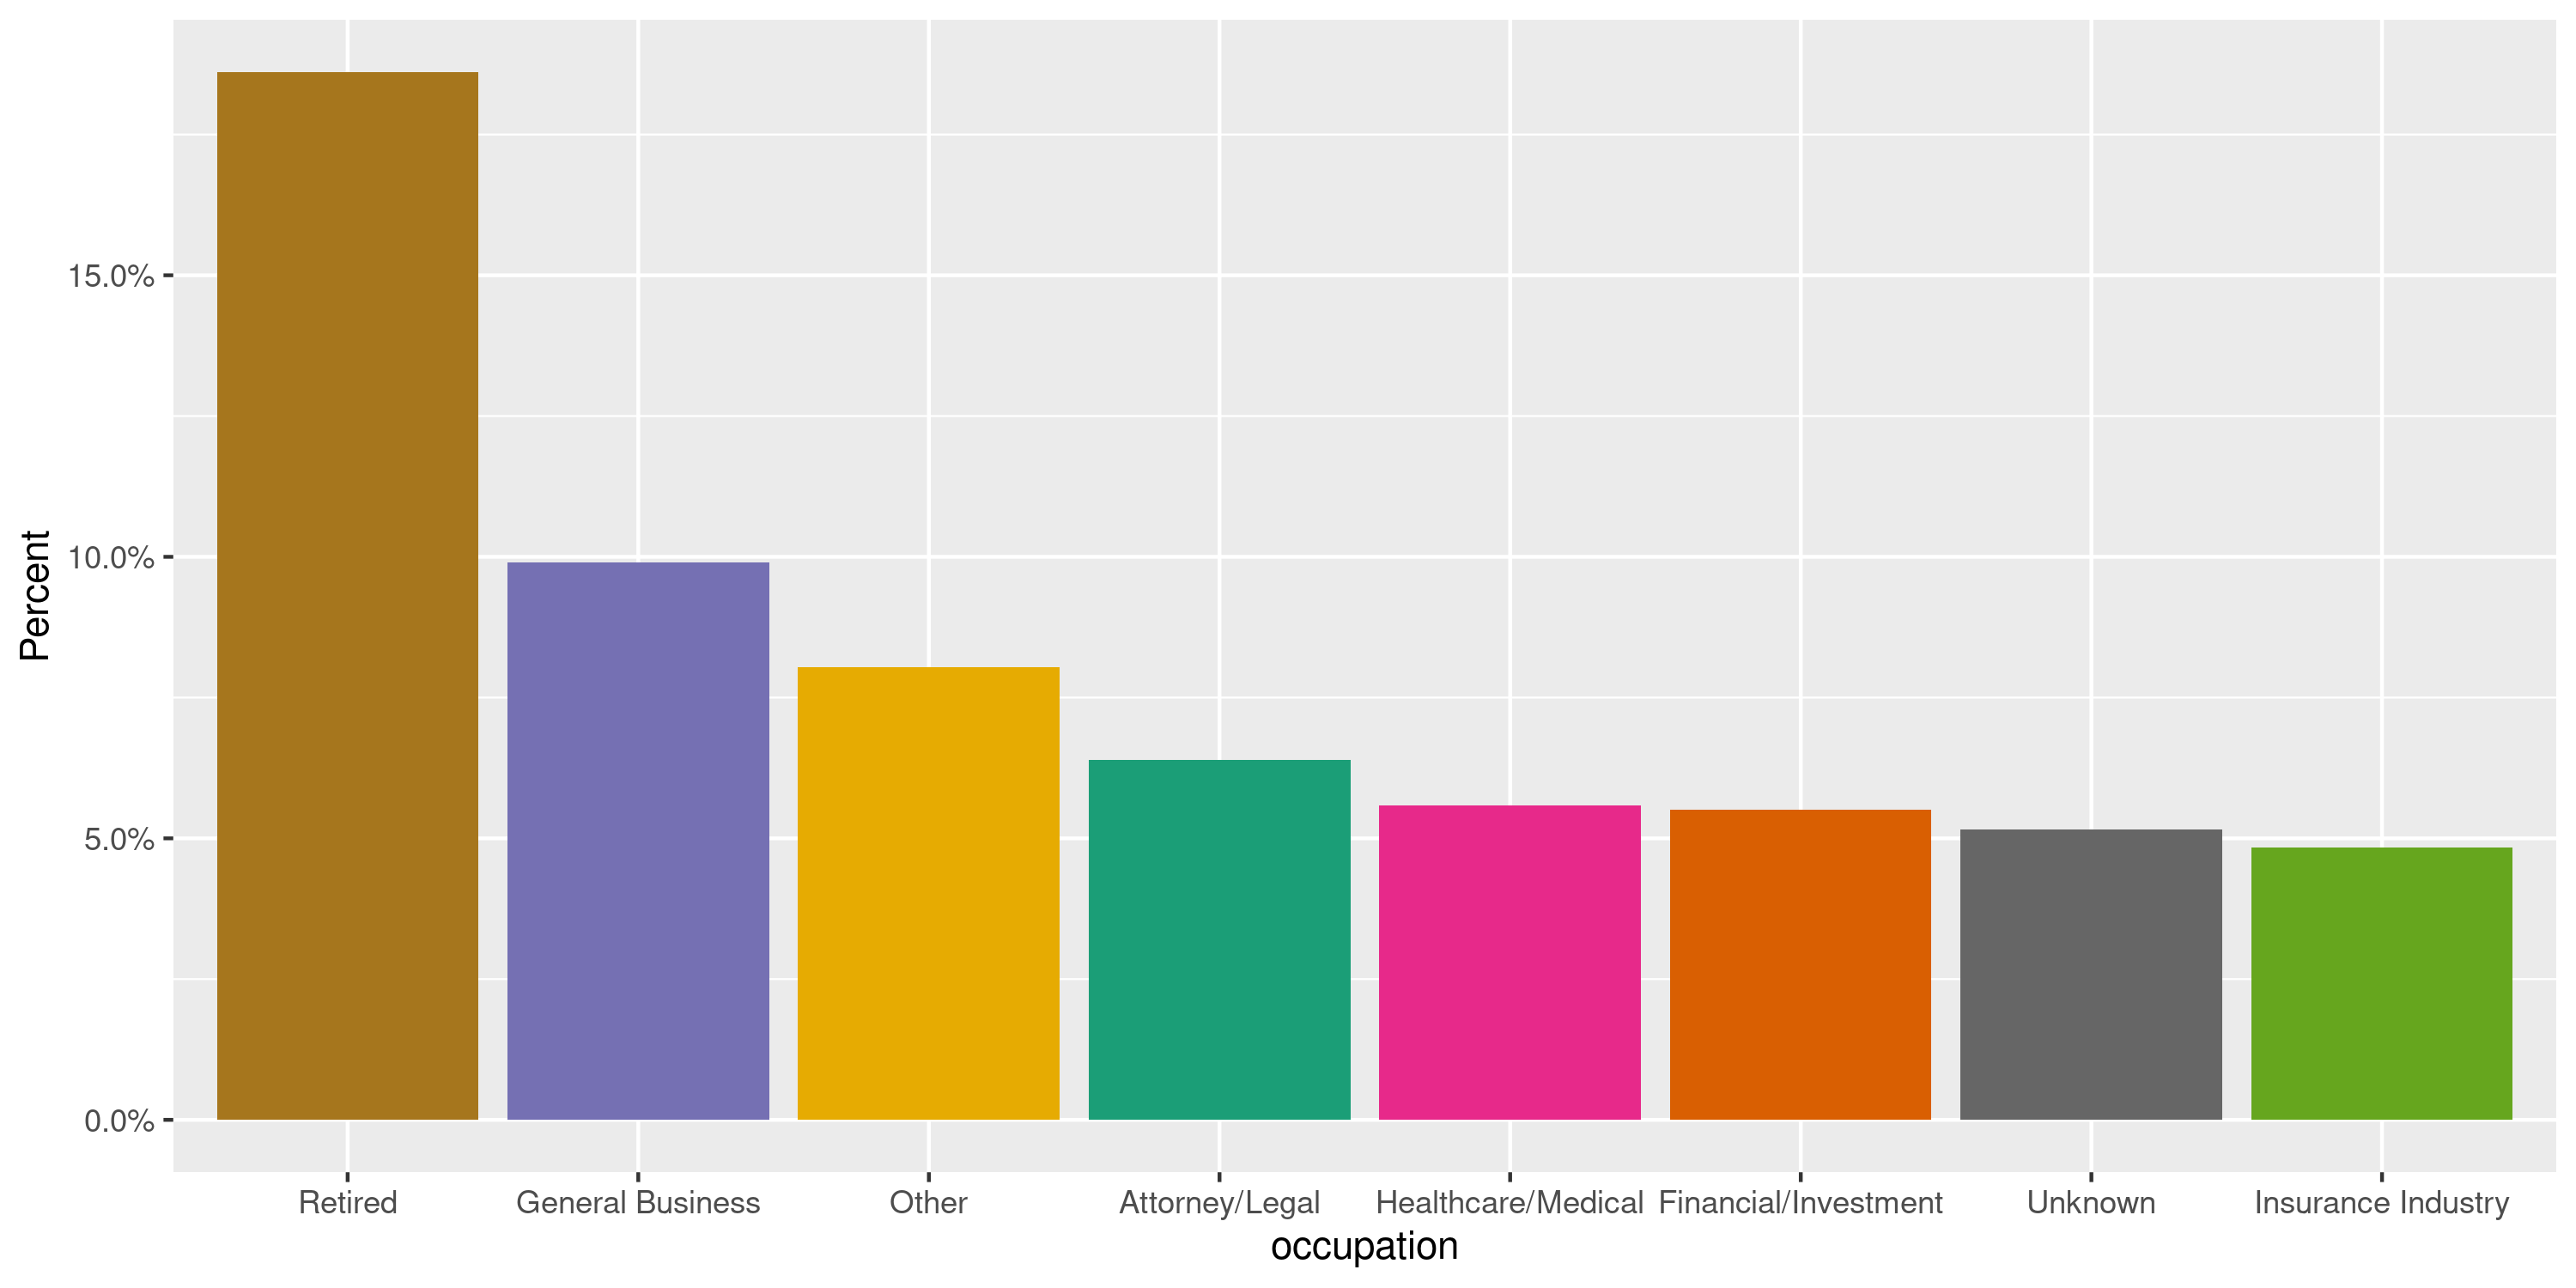 Percent
15.0%
10.0%
5.0%
0.0%
Retired General Business Other Attorney/Legal Healthcare/Medical Financial/Investment Unknown Insurance Industry
occupation